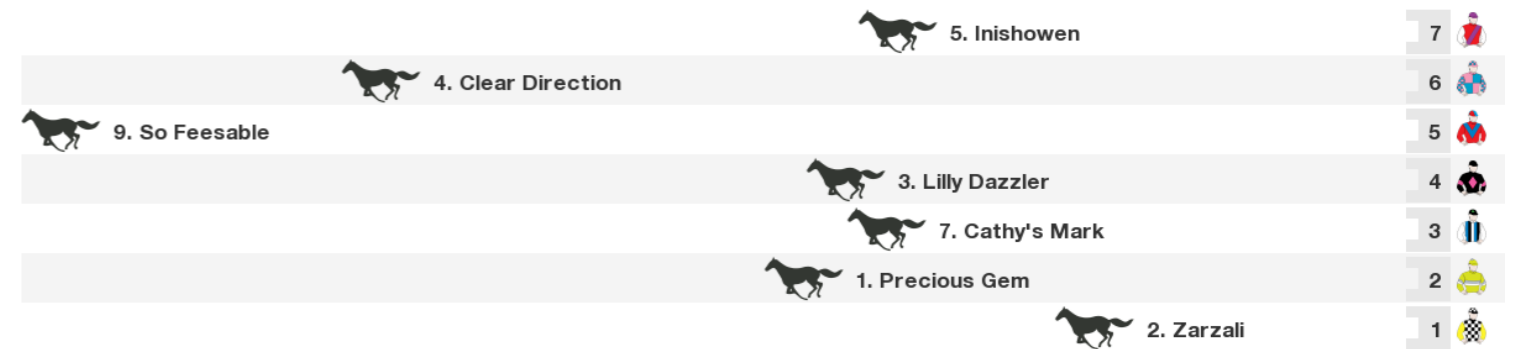 5. Inishowen 7
4. Clear Direction 6
9. So Feesable 5
3. Lilly Dazzler 4
7. Cathy's Mark 3
1. Precious Gem 2
2. Zarzali 1